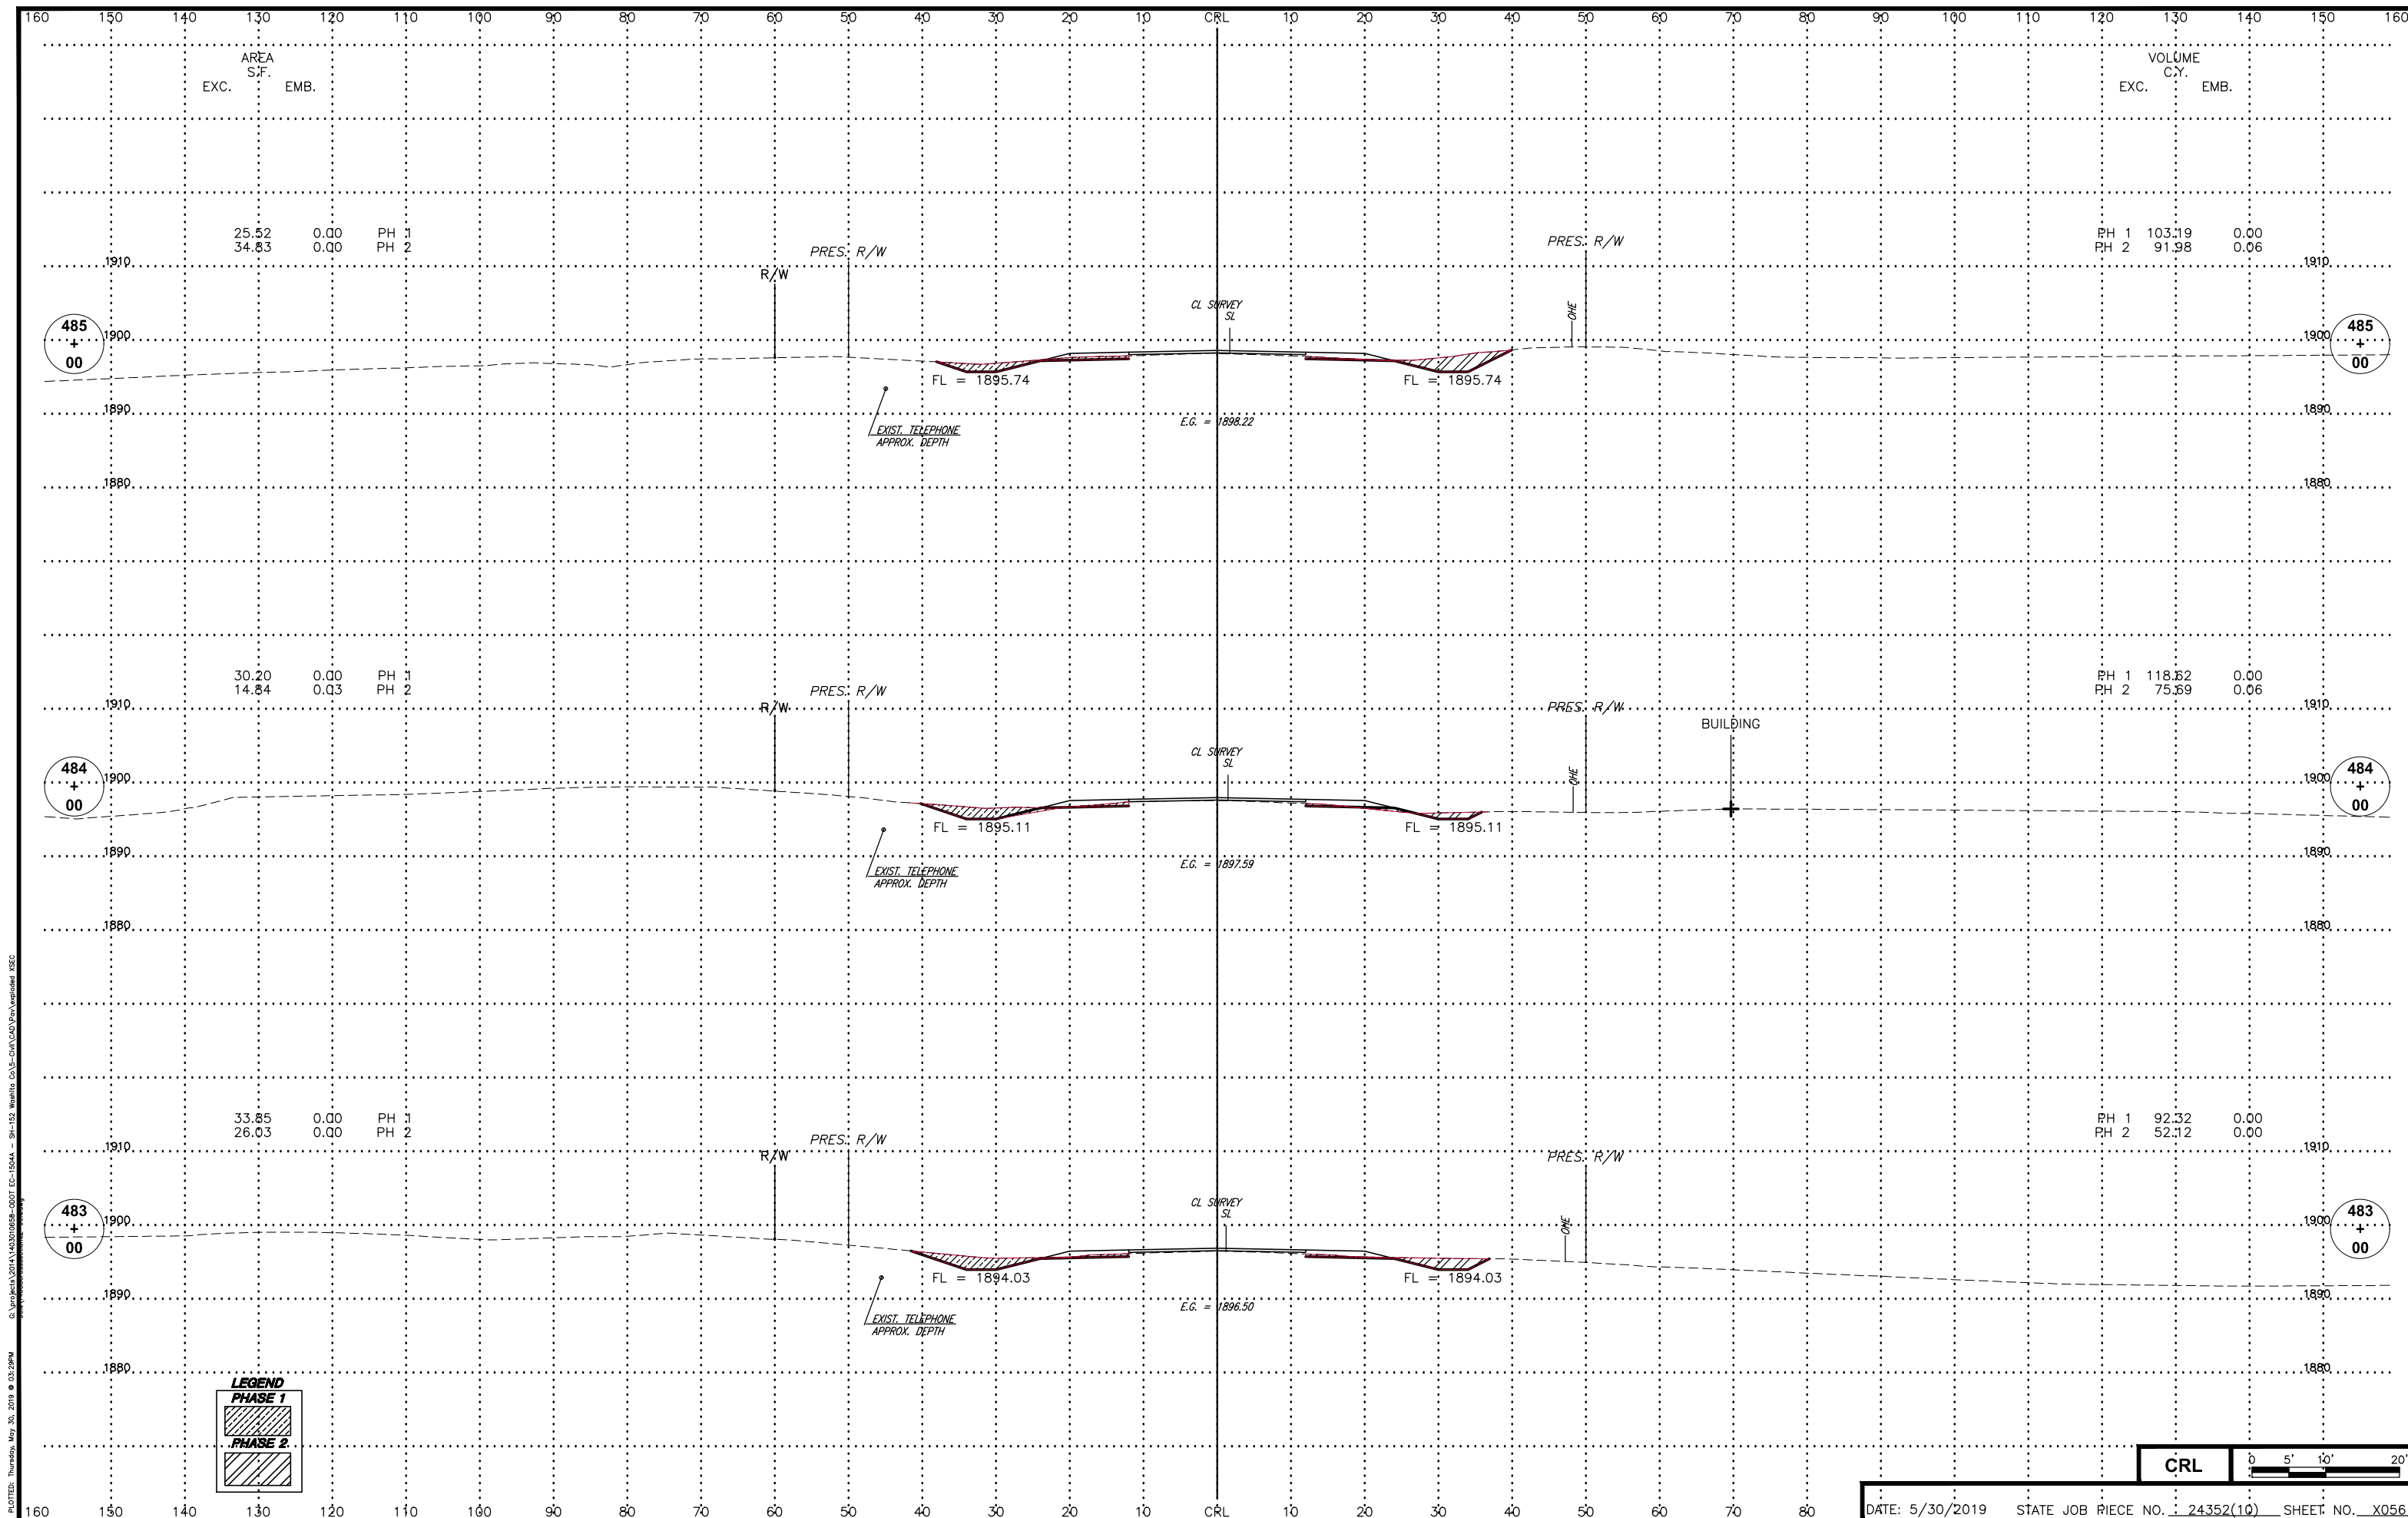 160 150 140 130 120 110 100 90 80 70 60 50 40 30 20 10 CRL 10 20 30 40 50 60 70 80 90 100 110 120 130 140 150 160
AREA
S.F.
EXC. EMB.
VOLUME
C.Y.
EXC. EMB.
25.52 0.00 PH 1
34.83 0.00 PH 2
PH 1 103.19 0.00
PH 2 91.98 0.06
PRES. R/W
PRES. R/W
R/W
1910 1910
CL SURVEY
SL
OHE
485
+
00
1900 1900
485
+
00
FL = 1895.74 FL = 1895.74
1890 1890
E.G. = 1898.22
EXIST. TELEPHONE
APPROX. DEPTH
1880 1880
30.20 0.00 PH 1
14.84 0.03 PH 2
PH 1 118.62 0.00
PH 2 75.69 0.06
PRES. R/W
R/W PRES. R/W
1910 1910
BUILDING
CL SURVEY
SL
OHE
484
+
00
1900 1900
484
+
00
FL = 1895.11 FL = 1895.11
1890 1890
E.G. = 1897.59
EXIST. TELEPHONE
APPROX. DEPTH
1880 1880
33.85 0.00 PH 1
26.03 0.00 PH 2
PH 1 92.32 0.00
PH 2 52.12 0.00
PRES. R/W
R/W PRES. R/W
1910 1910
CL SURVEY
SL
OHE
483
+
00
1900 1900
483
+
00
FL = 1894.03 FL = 1894.03
1890 1890
E.G. = 1896.50
EXIST. TELEPHONE
APPROX. DEPTH
1880 1880
LEGEND
PHASE 1
PHASE 2
CRL
0 5' 10' 20'
160 150 140 130 120 110 100 90 80 70 60 50 40 30 20 10 CRL 10 20 30 40 50 60 70 80
DATE: 5/30/2019 STATE JOB PIECE NO. 24352(10) SHEET NO. X056
PLOTTED: Thursday, May 30, 2019 @ 03:29PM